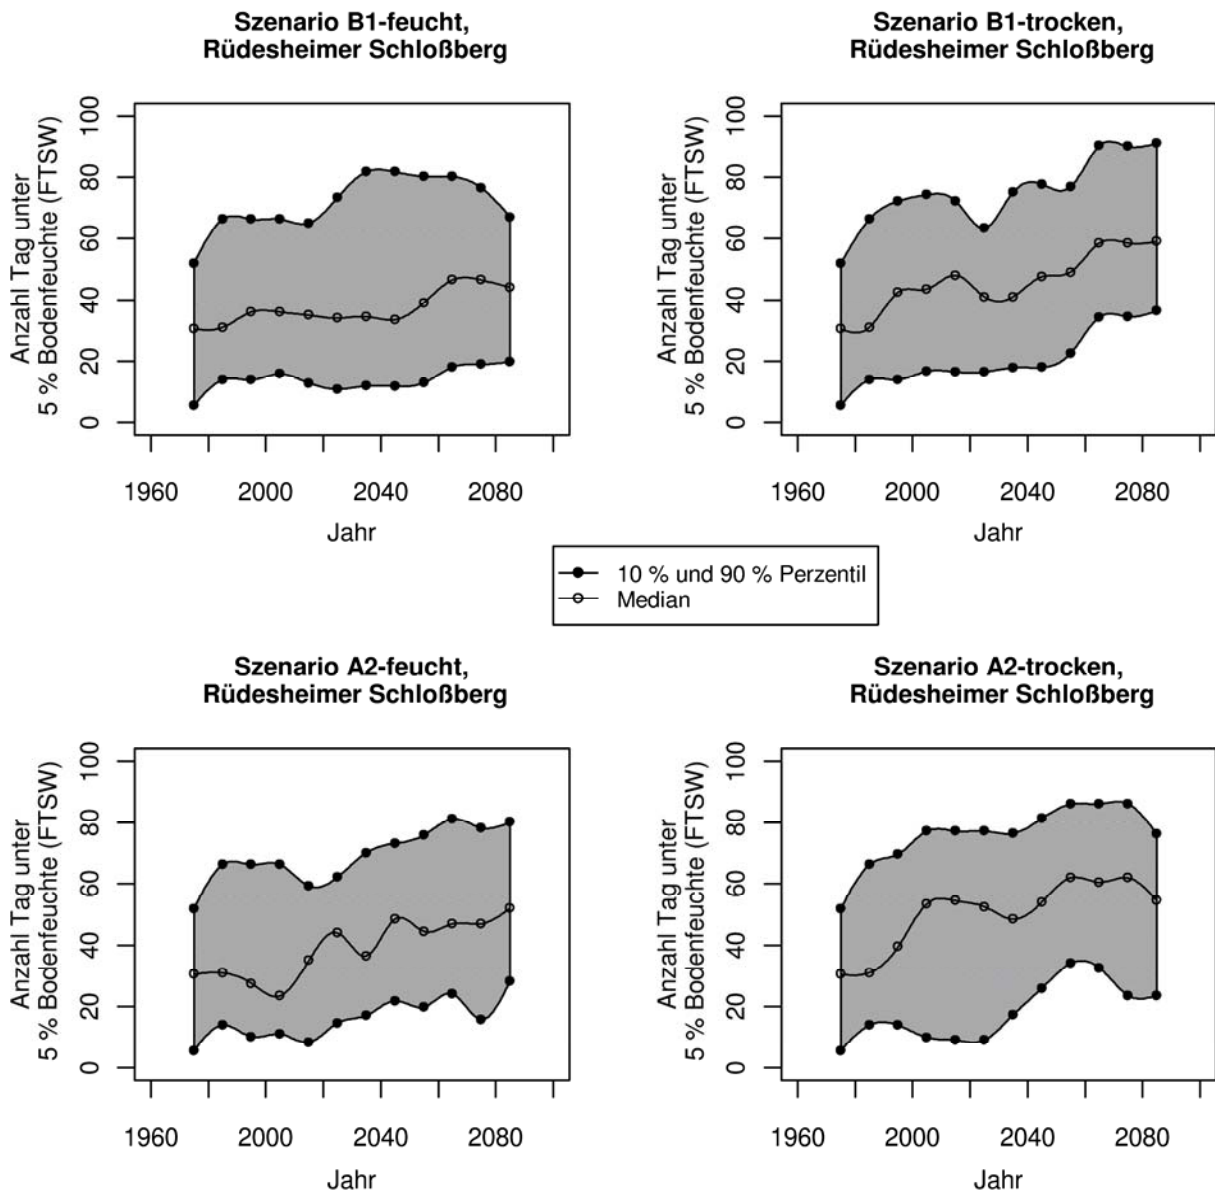 Szenario B1-feucht,
Rüdesheimer Schloßberg
Anzahl Tag unter
5 % Bodenfeuchte (FTSW)
0 20 40 60 80 100
1960 2000 2040 2080
Jahr
Szenario B1-trocken,
Rüdesheimer Schloßberg
Anzahl Tag unter
5 % Bodenfeuchte (FTSW)
0 20 40 60 80 100
1960 2000 2040 2080
Jahr
10 % und 90 % Perzentil
Median
Szenario A2-feucht,
Rüdesheimer Schloßberg
Anzahl Tag unter
5 % Bodenfeuchte (FTSW)
0 20 40 60 80 100
1960 2000 2040 2080
Jahr
Szenario A2-trocken,
Rüdesheimer Schloßberg
Anzahl Tag unter
5 % Bodenfeuchte (FTSW)
0 20 40 60 80 100
1960 2000 2040 2080
Jahr